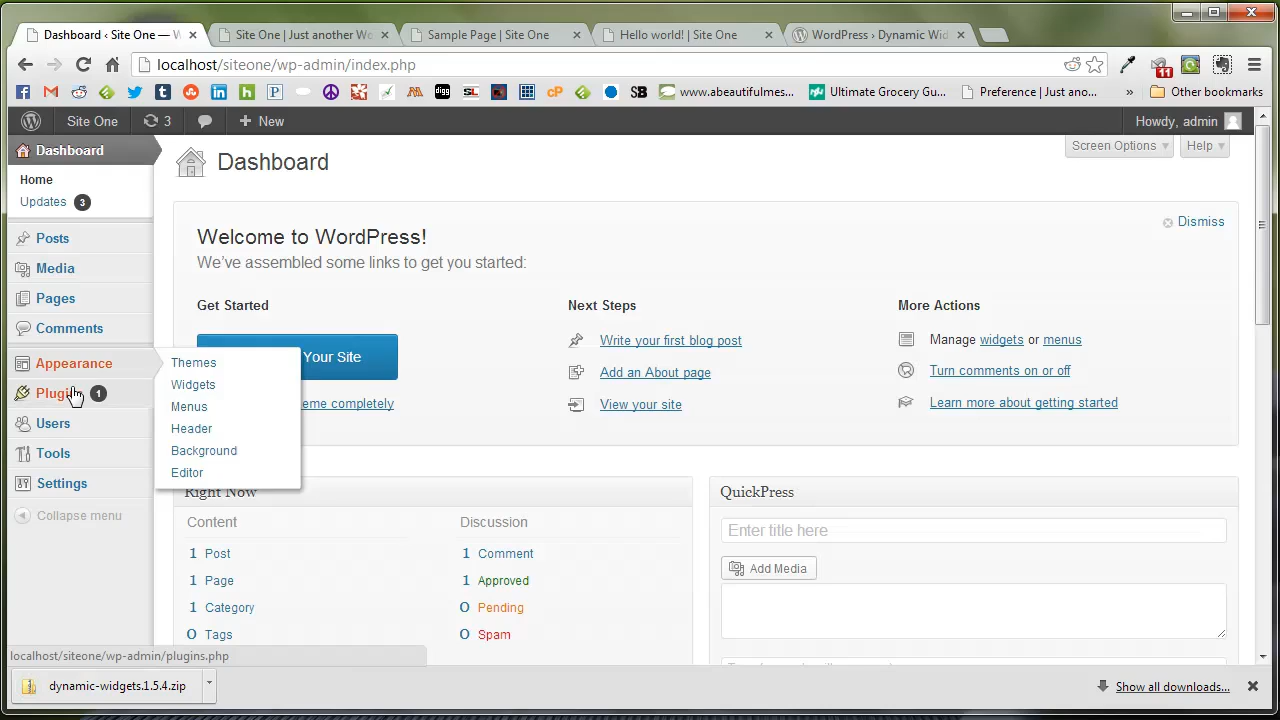 Dashboard ‹ Site One — W
Site One | Just another Wo
Sample Page | Site One
Hello world! | Site One
WordPress › Dynamic Wid
localhost/siteone/wp-admin/index.php
11
digg
SL
cP
SB
www.abeautifulmes...
Ultimate Grocery Gu...
Preference | Just ano...
»
Other bookmarks
Site One
3
+ New
Howdy, admin
Dashboard
Home
Updates 3
Posts
Media
Pages
Comments
Appearance
Plugin 1
Users
Tools
Settings
Collapse menu
Themes
Widgets
Menus
Header
Background
Editor
Dashboard
Screen Options
Help
Welcome to WordPress!
We've assembled some links to get you started:
Dismiss
Get Started
Your Site
eme completely
Next Steps
Write your first blog post
Add an About page
View your site
More Actions
Manage widgets or menus
Turn comments on or off
Learn more about getting started
Right Now
Content
1 Post
1 Page
1 Category
0 Tags
Discussion
1 Comment
1 Approved
0 Pending
0 Spam
QuickPress
Enter title here
Add Media
localhost/siteone/wp-admin/plugins.php
dynamic-widgets.1.5.4.zip
Show all downloads...